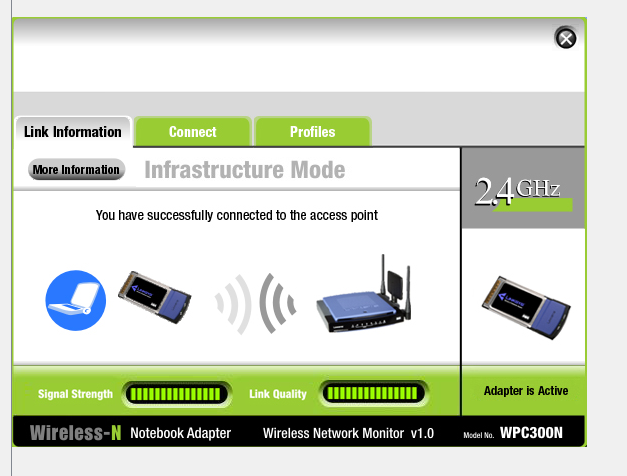 Link Information
Connect
Profiles
More Information
Infrastructure Mode
2.4GHz
You have successfully connected to the access point
Signal Strength
Link Quality
Adapter is Active
Wireless-N Notebook Adapter Wireless Network Monitor v1.0 Model No. WPC300N